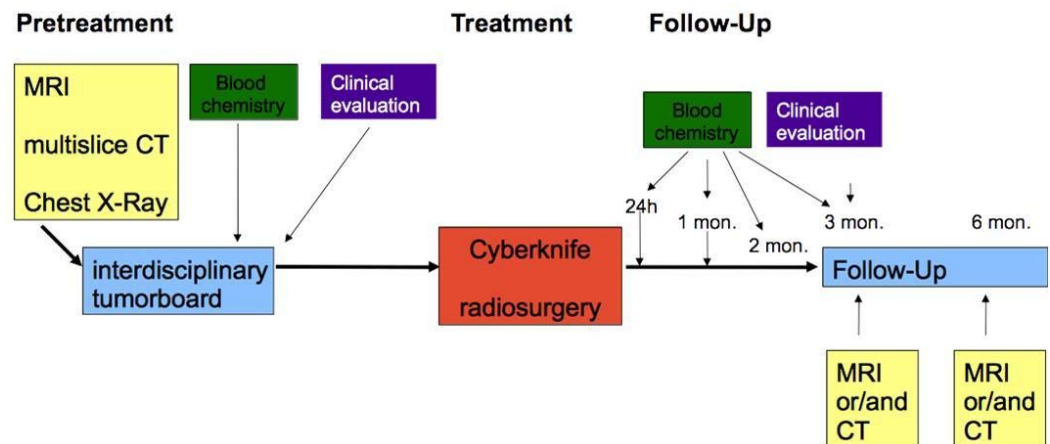 Pretreatment
Treatment
Follow-Up
MRI
multislice CT
Chest X-Ray
Blood
chemistry
Clinical
evaluation
Blood
chemistry
Clinical
evaluation
24h
1 mon.
2 mon.
3 mon.
6 mon.
interdisciplinary
tumorboard
Cyberknife
radiosurgery
Follow-Up
MRI
or/and
CT
MRI
or/and
CT